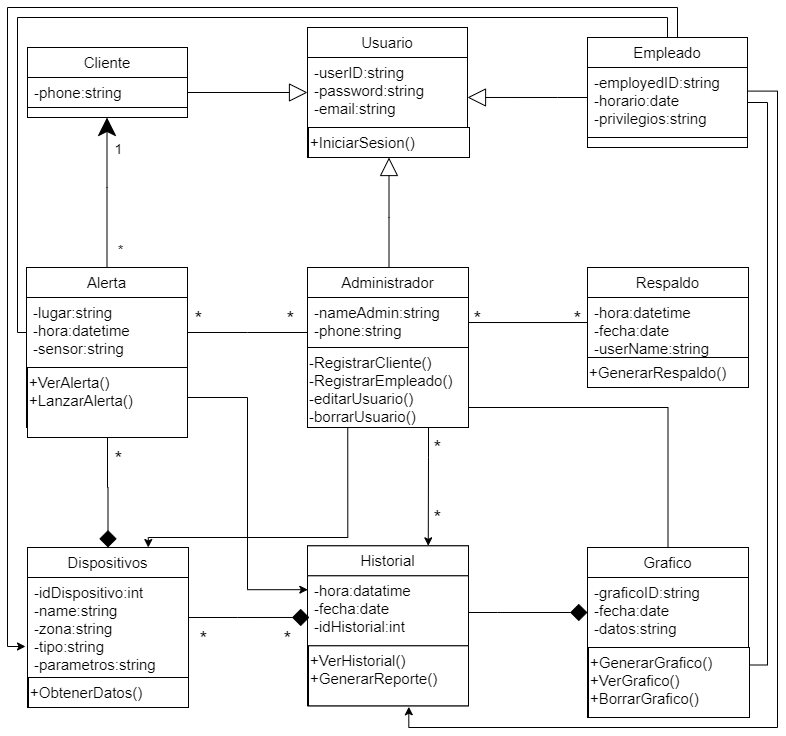 Cliente
-phone:string
Usuario
-userID:string
-password:string
-email:string
+IniciarSesion()
Empleado
-employedID:string
-horario:date
-privilegios:string
1
*
Alerta
-lugar:string
-hora:datetime
-sensor:string
+VerAlerta()
+LanzarAlerta()
*
*
Administrador
-nameAdmin:string
-phone:string
-RegistrarCliente()
-RegistrarEmpleado()
-editarUsuario()
-borrarUsuario()
*
*
Respaldo
-hora:datetime
-fecha:date
-userName:string
+GenerarRespaldo()
*
*
*
Dispositivos
-idDispositivo:int
-name:string
-zona:string
-tipo:string
-parametros:string
+ObtenerDatos()
*
*
Historial
-hora:datatime
-fecha:date
-idHistorial:int
+VerHistorial()
+GenerarReporte()
Grafico
-graficoID:string
-fecha:date
-datos:string
+GenerarGrafico()
+VerGrafico()
+BorrarGrafico()